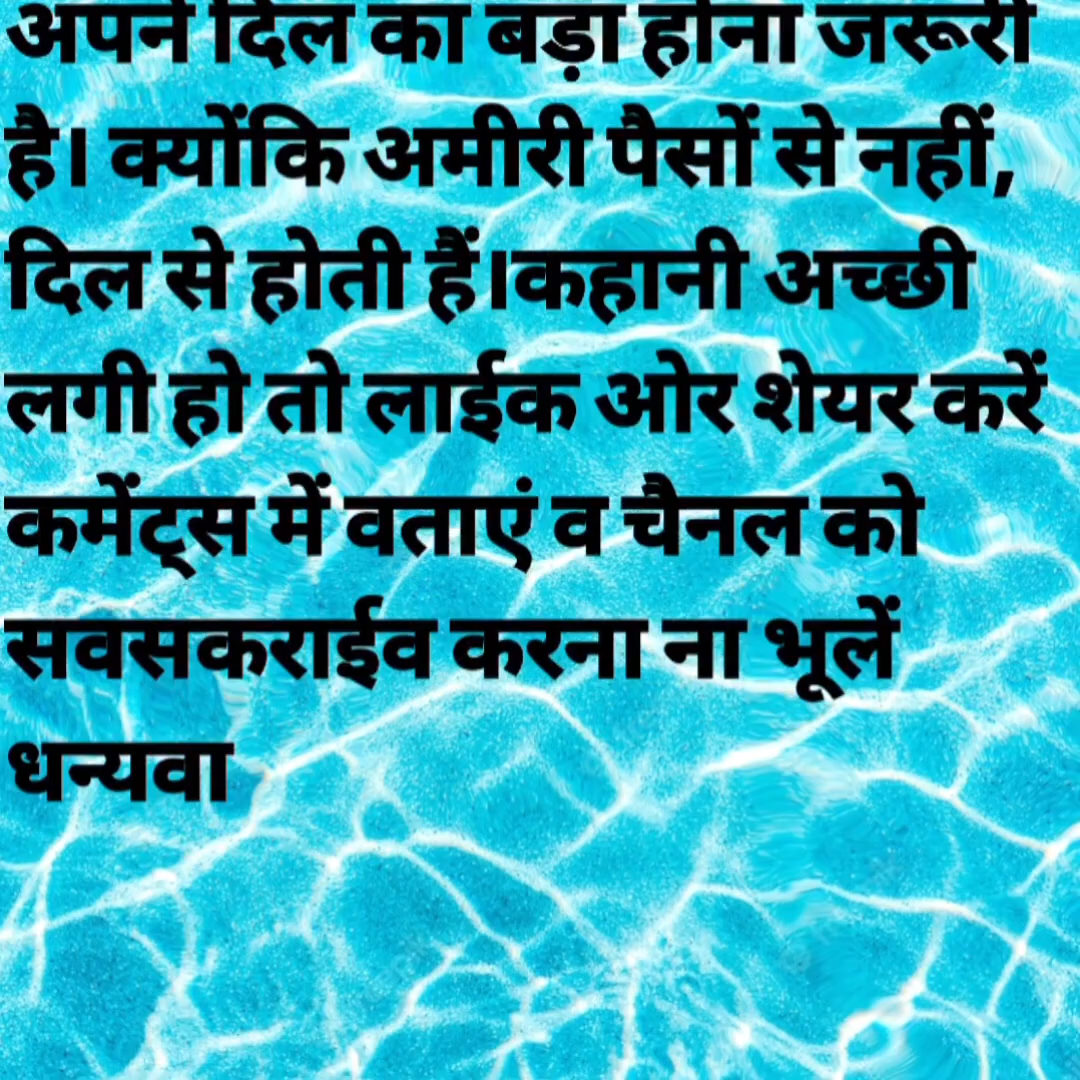 अपने दिल का बड़ा होना जरूरी
है। क्योंकि अमीरी पैसों से नहीं,
दिल से होती हैं।कहानी अच्छी
लगी हो तो लाईक ओर शेयर करें
कमेंट्स में वताएं व चैनल को
सवसकराईव करना ना भूलें
धन्यवा